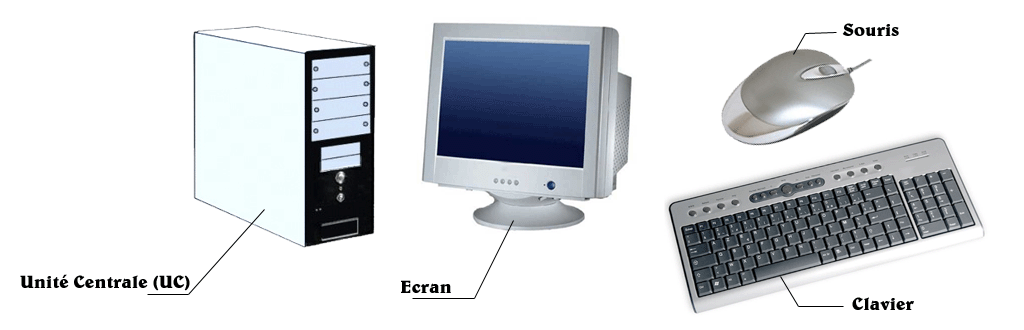 Souris
Unité Centrale (UC)
Ecran
Clavier